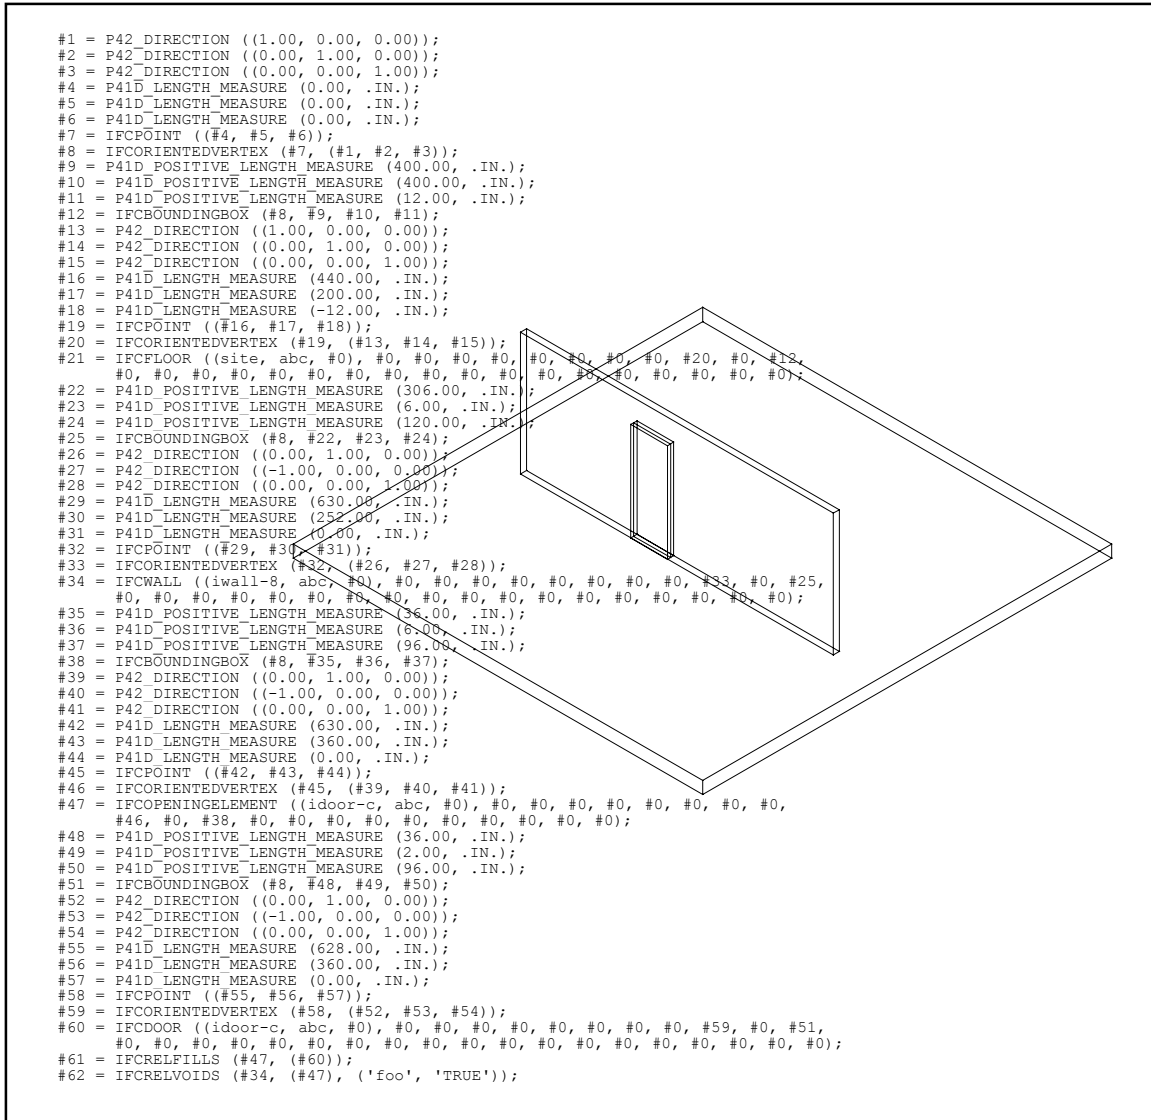 #1 = P42_DIRECTION ((1.00, 0.00, 0.00));
#2 = P42_DIRECTION ((0.00, 1.00, 0.00));
#3 = P42_DIRECTION ((0.00, 0.00, 1.00));
#4 = P41D_LENGTH_MEASURE (0.00, .IN.);
#5 = P41D_LENGTH_MEASURE (0.00, .IN.);
#6 = P41D_LENGTH_MEASURE (0.00, .IN.);
#7 = IFCPOINT ((#4, #5, #6));
#8 = IFCORIENTEDVERTEX (#7, (#1, #2, #3));
#9 = P41D_POSITIVE_LENGTH_MEASURE (400.00, .IN.);
#10 = P41D_POSITIVE_LENGTH_MEASURE (400.00, .IN.);
#11 = P41D_POSITIVE_LENGTH_MEASURE (12.00, .IN.);
#12 = IFCBOUNDINGBOX (#8, #9, #10, #11);
#13 = P42_DIRECTION ((1.00, 0.00, 0.00));
#14 = P42_DIRECTION ((0.00, 1.00, 0.00));
#15 = P42_DIRECTION ((0.00, 0.00, 1.00));
#16 = P41D_LENGTH_MEASURE (440.00, .IN.);
#17 = P41D_LENGTH_MEASURE (200.00, .IN.);
#18 = P41D_LENGTH_MEASURE (-12.00, .IN.);
#19 = IFCPOINT ((#16, #17, #18));
#20 = IFCORIENTEDVERTEX (#19, (#13, #14, #15));
#21 = IFCFLOOR ((site, abc, #0), #0, #0, #0, #0, #0, #0, #0, #0, #20, #0, #12,
#0, #0, #0, #0, #0, #0, #0, #0, #0, #0, #0, #0, #0, #0, #0, #0, #0);
#22 = P41D_POSITIVE_LENGTH_MEASURE (306.00, .IN.);
#23 = P41D_POSITIVE_LENGTH_MEASURE (6.00, .IN.);
#24 = P41D_POSITIVE_LENGTH_MEASURE (120.00, .IN.);
#25 = IFCBOUNDINGBOX (#8, #22, #23, #24);
#26 = P42_DIRECTION ((0.00, 1.00, 0.00));
#27 = P42_DIRECTION ((-1.00, 0.00, 0.00));
#28 = P42_DIRECTION ((0.00, 0.00, 1.00));
#29 = P41D_LENGTH_MEASURE (630.00, .IN.);
#30 = P41D_LENGTH_MEASURE (252.00, .IN.);
#31 = P41D_LENGTH_MEASURE (0.00, .IN.);
#32 = IFCPOINT ((#29, #30, #31));
#33 = IFCORIENTEDVERTEX (#32, (#26, #27, #28));
#34 = IFCWALL ((iwall-8, abc, #0), #0, #0, #0, #0, #0, #0, #0, #0, #33, #0, #25,
#0, #0, #0, #0, #0, #0, #0, #0, #0, #0, #0, #0, #0, #0, #0, #0, #0);
#35 = P41D_POSITIVE_LENGTH_MEASURE (36.00, .IN.);
#36 = P41D_POSITIVE_LENGTH_MEASURE (6.00, .IN.);
#37 = P41D_POSITIVE_LENGTH_MEASURE (96.00, .IN.);
#38 = IFCBOUNDINGBOX (#8, #35, #36, #37);
#39 = P42_DIRECTION ((0.00, 1.00, 0.00));
#40 = P42_DIRECTION ((-1.00, 0.00, 0.00));
#41 = P42_DIRECTION ((0.00, 0.00, 1.00));
#42 = P41D_LENGTH_MEASURE (630.00, .IN.);
#43 = P41D_LENGTH_MEASURE (360.00, .IN.);
#44 = P41D_LENGTH_MEASURE (0.00, .IN.);
#45 = IFCPOINT ((#42, #43, #44));
#46 = IFCORIENTEDVERTEX (#45, (#39, #40, #41));
#47 = IFCOPENINGELEMENT ((idoor-c, abc, #0), #0, #0, #0, #0, #0, #0, #0, #0,
#46, #0, #38, #0, #0, #0, #0, #0, #0, #0, #0, #0, #0);
#48 = P41D_POSITIVE_LENGTH_MEASURE (36.00, .IN.);
#49 = P41D_POSITIVE_LENGTH_MEASURE (2.00, .IN.);
#50 = P41D_POSITIVE_LENGTH_MEASURE (96.00, .IN.);
#51 = IFCBOUNDINGBOX (#8, #48, #49, #50);
#52 = P42_DIRECTION ((0.00, 1.00, 0.00));
#53 = P42_DIRECTION ((-1.00, 0.00, 0.00));
#54 = P42_DIRECTION ((0.00, 0.00, 1.00));
#55 = P41D_LENGTH_MEASURE (628.00, .IN.);
#56 = P41D_LENGTH_MEASURE (360.00, .IN.);
#57 = P41D_LENGTH_MEASURE (0.00, .IN.);
#58 = IFCPOINT ((#55, #56, #57));
#59 = IFCORIENTEDVERTEX (#58, (#52, #53, #54));
#60 = IFCDOOR ((idoor-c, abc, #0), #0, #0, #0, #0, #0, #0, #0, #0, #59, #0, #51,
#0, #0, #0, #0, #0, #0, #0, #0, #0, #0, #0, #0, #0, #0, #0, #0, #0, #0);
#61 = IFCRELFILLS (#47, (#60));
#62 = IFCRELVOIDS (#34, (#47), ('foo', 'TRUE'));